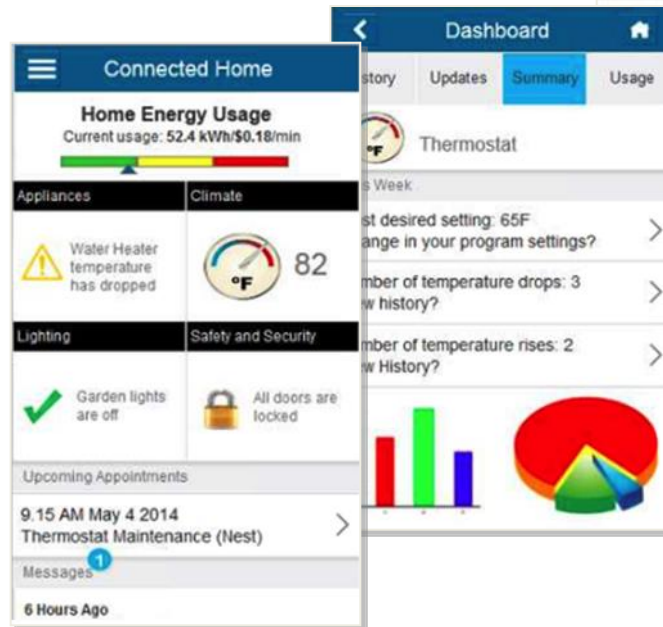 Connected Home
Home Energy Usage
Current usage: 52.4 kWh/$0.18/min
Appliances
Climate
Water Heater
temperature
has dropped
°F
82
Lighting
Safety and Security
Garden lights
are off
All doors are
locked
Upcoming Appointments
9.15 AM May 4 2014
Thermostat Maintenance (Nest)
Messages
1
6 Hours Ago
Dashboard
story
Updates
Summary
Usage
°F
Thermostat
s Week
st desired setting: 65F
ange in your program settings?
mber of temperature drops: 3
w history?
mber of temperature rises: 2
w History?